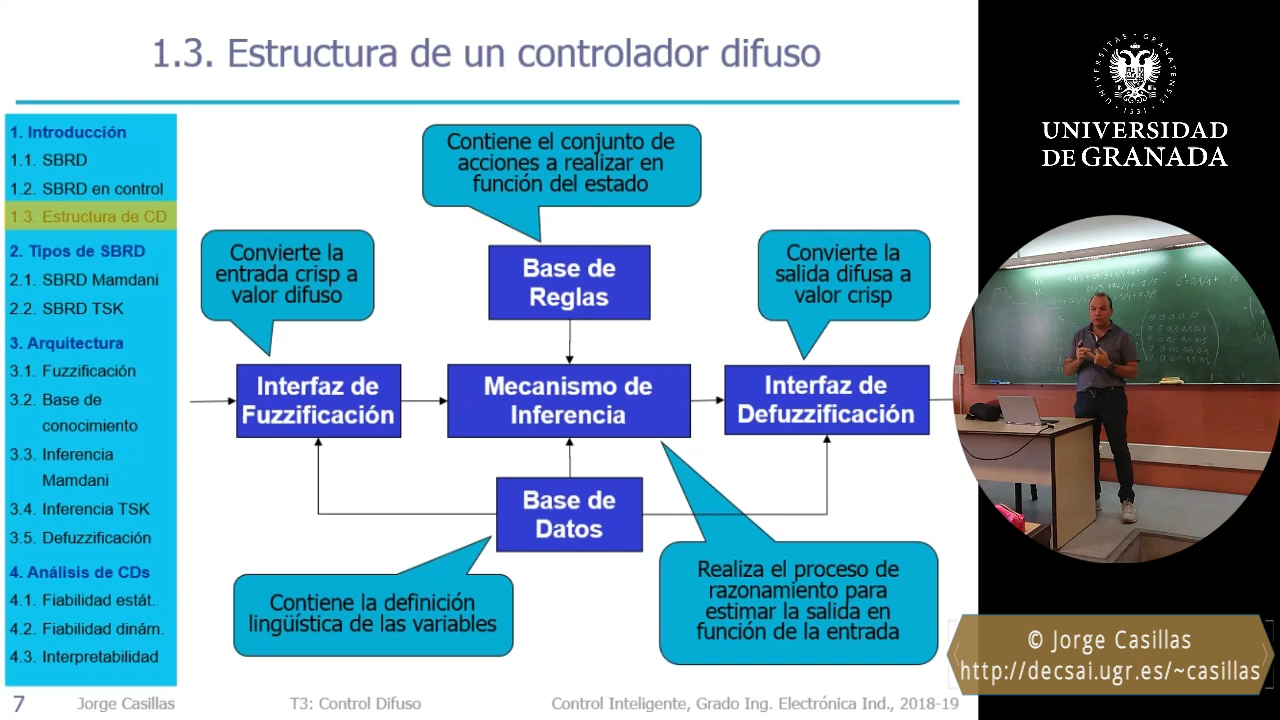 1.3. Estructura de un controlador difuso
1. Introducción
1.1. SBRD
1.2. SBRD en control
1.3. Estructura de CD
2. Tipos de SBRD
2.1. SBRD Mamdani
2.2. SBRD TSK
3. Arquitectura
3.1. Fuzzificación
3.2. Base de
conocimiento
3.3. Inferencia
Mamdani
3.4. Inferencia TSK
3.5. Defuzzificación
4. Análisis de CDs
4.1. Fiabilidad estát.
4.2. Fiabilidad dinám.
4.3. Interpretabilidad
Contiene el conjunto de
acciones a realizar en
función del estado
Convierte la
entrada crisp a
valor difuso
Base de
Reglas
Convierte la
salida difusa a
valor crisp
Interfaz de
Fuzzificación
Mecanismo de
Inferencia
Interfaz de
Defuzzificación
Base de
Datos
Contiene la definición
lingüística de las variables
Realiza el proceso de
razonamiento para
estimar la salida en
función de la entrada
7
Jorge Casillas
T3: Control Difuso
Control Inteligente, Grado Ing. Electrónica Ind., 2018-19
UNIVERSITAS GRANATENSIS
1531
UNIVERSIDAD
DE GRANADA
© Jorge Casillas
http://decsai.ugr.es/~casillas